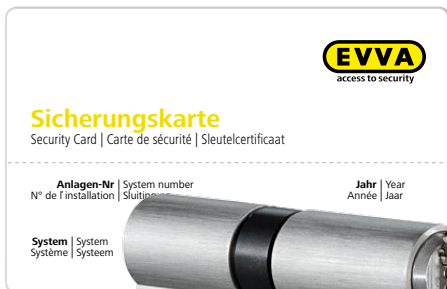 EVVA
access to security
Sicherungskarte
Security Card | Carte de sécurité | Sleutelcertificaat
Anlagen-Nr | System number
N° de l'installation |
Jahr | Year
Année | Jaar
System | System
Système | Systeem